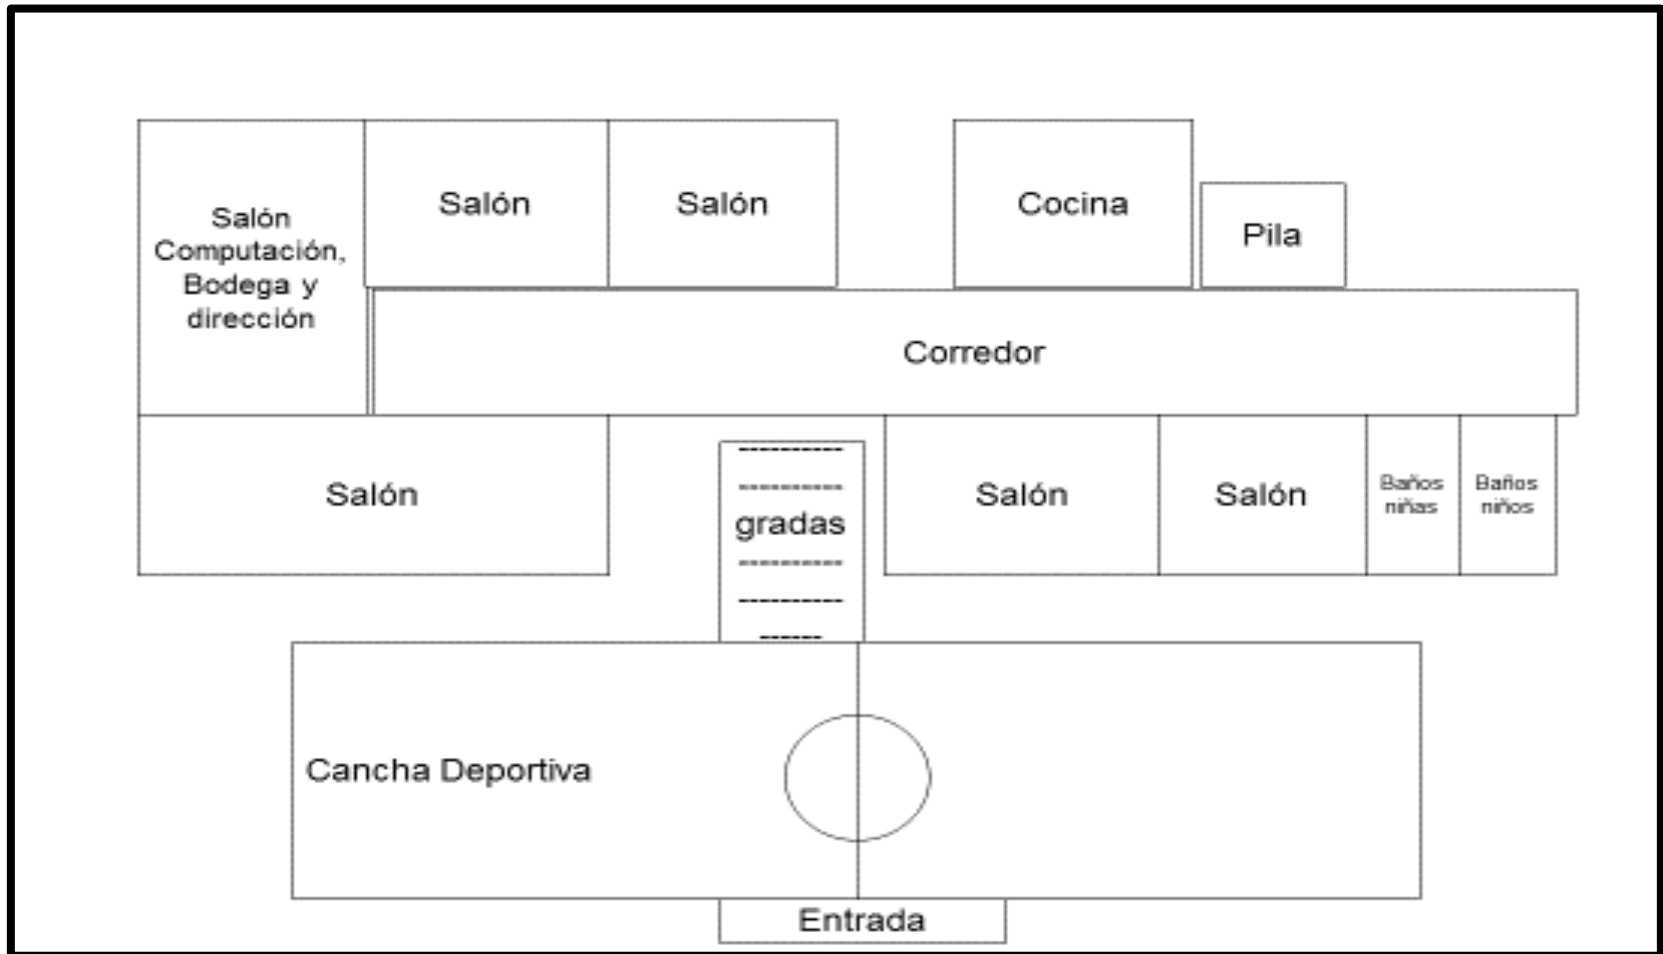 Salón
Computación,
Bodega y
dirección
Salón
Salón
Cocina
Pila
Corredor
Salón
----------
----------
gradas
----------
----------
------
Salón
Salón
Baños
niñas
Baños
niños
Cancha Deportiva
Entrada